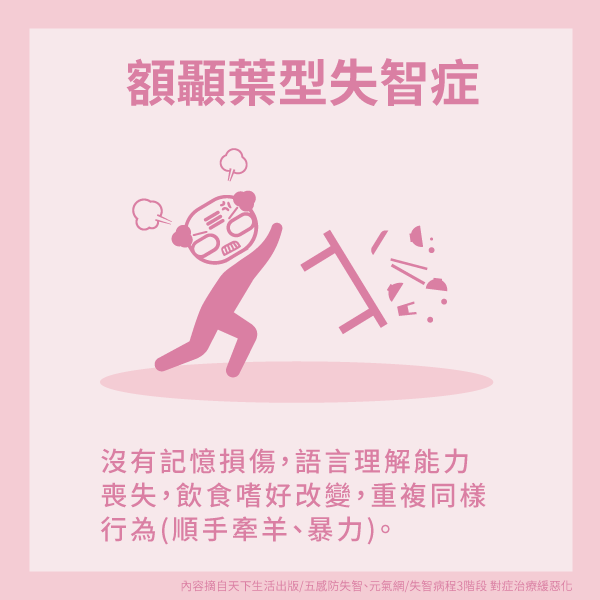 額顳葉型失智症
沒有記憶損傷，語言理解能力
喪失，飲食嗜好改變，重複同樣
行為(順手牽羊、暴力)。
內容摘自天下生活出版/五感防失智、元氣網/失智病程3階段 對症治療緩惡化